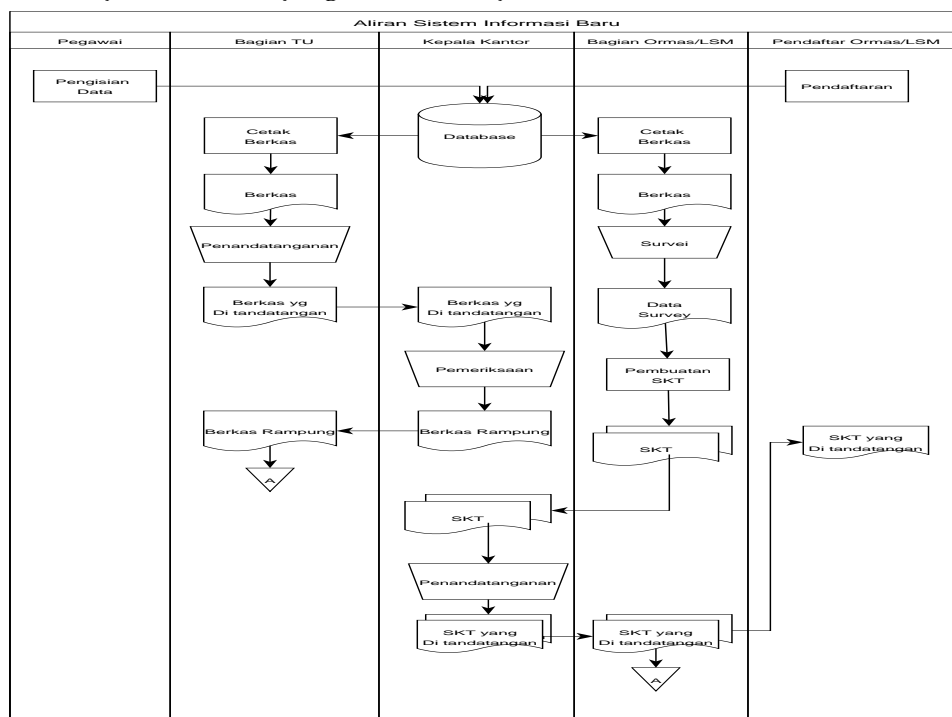 Aliran Sistem Informasi Baru
Pegawai
Bagian TU
Kepala Kantor
Bagian Ormas/LSM
Pendaftar Ormas/LSM
Pengisian
Data
Pendaftaran
Cetak
Berkas
Database
Cetak
Berkas
Berkas
Berkas
Penandatanganan
Survei
Berkas yg
Di tandatangan
Berkas yg
Di tandatangan
Data
Survey
Pemeriksaan
Pembuatan
SKT
Berkas Rampung
Berkas Rampung
SKT
SKT yang
Di tandatangan
A
SKT
Penandatanganan
SKT yang
Di tandatangan
SKT yang
Di tandatangan
A